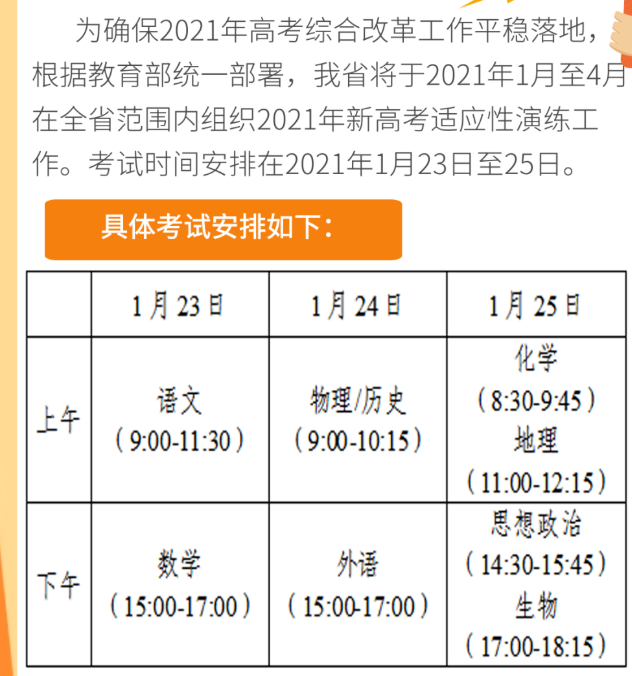 为确保2021年高考综合改革工作平稳落地，
根据教育部统一部署，我省将于2021年1月至4月
在全省范围内组织2021年新高考适应性演练工
作。考试时间安排在2021年1月23日至25日。
具体考试安排如下：
1月23日 1月24日 1月25日
上午
语文
（9:00-11:30）
物理/历史
（9:00-10:15）
化学
（8:30-9:45）
地理
（11:00-12:15）
下午
数学
（15:00-17:00）
外语
（15:00-17:00）
思想政治
（14:30-15:45）
生物
（17:00-18:15）